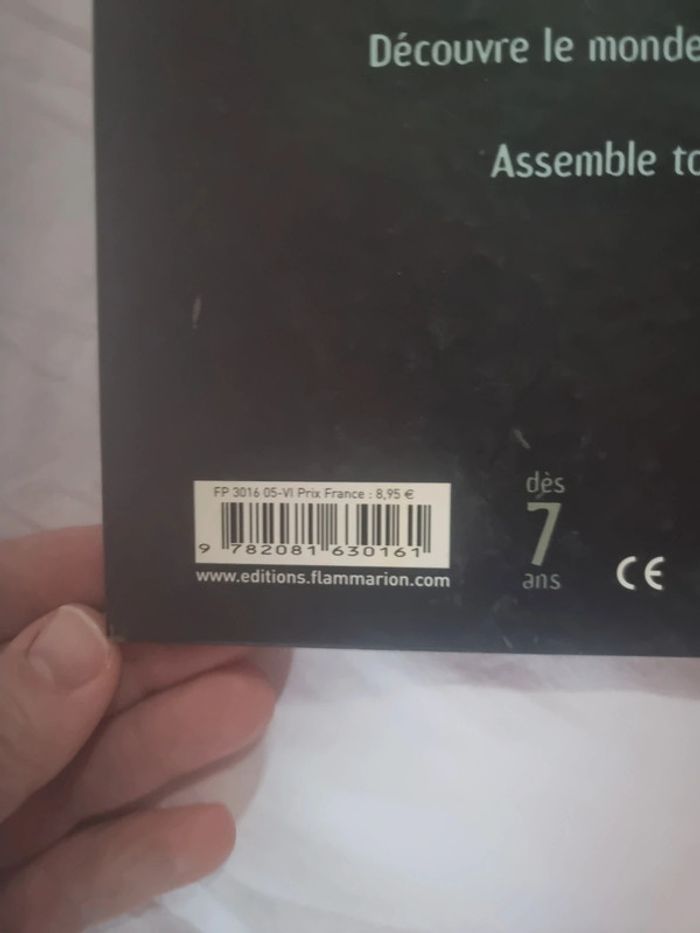 Découvre le monde
Assemble to
FP 3016 05-VI Prix France : 8,95 €
9 782081 630161
www.editions.flammarion.com
dès
7
ans
CE